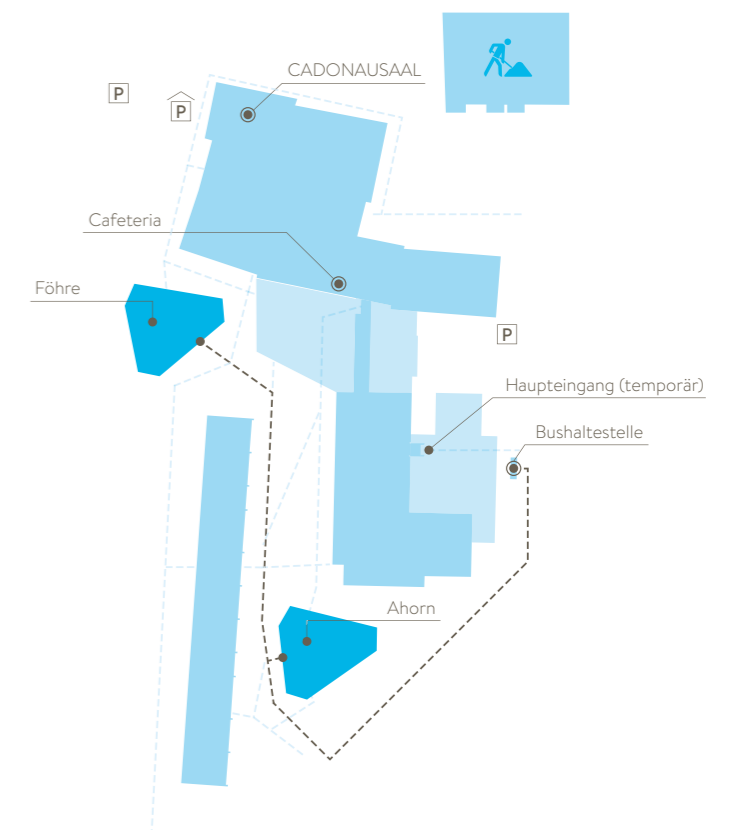 CADONAUSAAL
P
P
Cafeteria
Föhre
P
Haupteingang (temporär)
Bushaltestelle
Ahorn